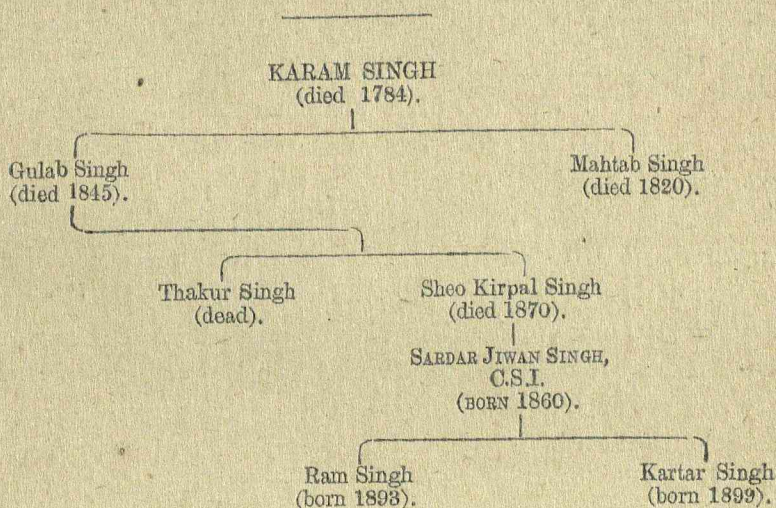 KARAM SINGH
(died 1784).
Gulab Singh
(died 1845).
Mahtab Singh
(died 1820).
Thakur Singh
(dead).
Sheo Kirpal Singh
(died 1870).
SARDAR JIWAN SINGH,
C.S.I.
(BORN 1860).
Ram Singh
(born 1893).
Kartar Singh
(born 1899).